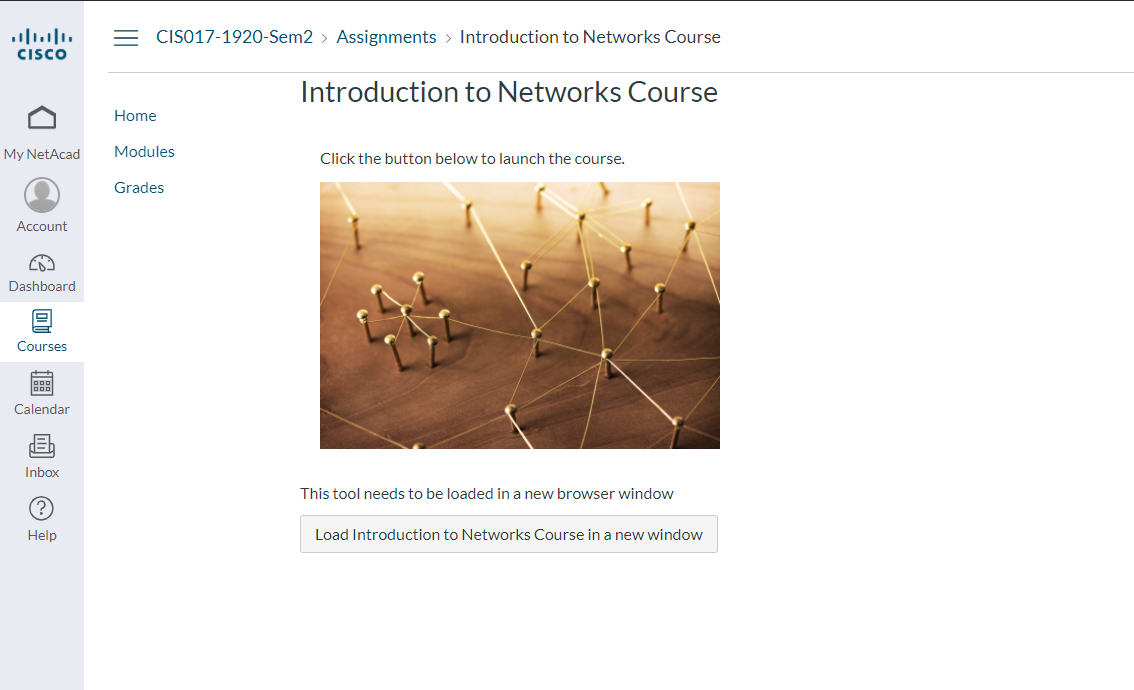 CISCO
My NetAcad
Account
Dashboard
Courses
Calendar
Inbox
Help
CIS017-1920-Sem2 > Assignments > Introduction to Networks Course
Home
Modules
Grades
Introduction to Networks Course
Click the button below to launch the course.
This tool needs to be loaded in a new browser window
Load Introduction to Networks Course in a new window